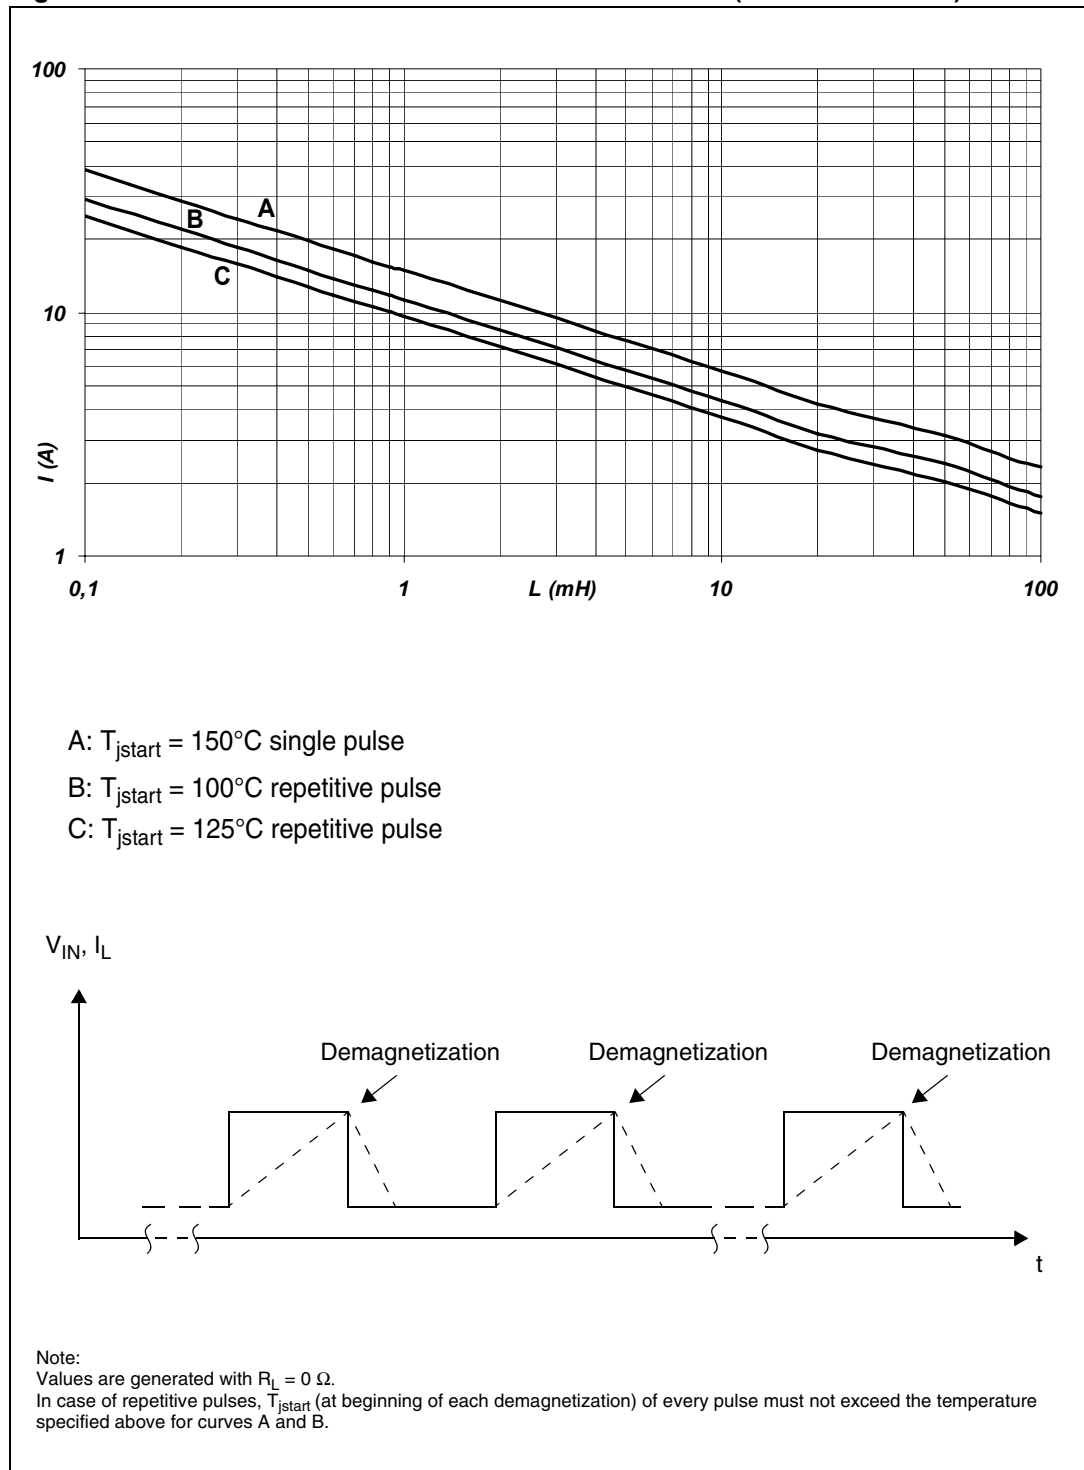 100
A
B
C
10
I (A)
1
0,1 1 L (mH) 10 100
A: Tjstart = 150°C single pulse
B: Tjstart = 100°C repetitive pulse
C: Tjstart = 125°C repetitive pulse
VIN, IL
Demagnetization Demagnetization Demagnetization
t
Note:
Values are generated with RL = 0 Ω.
In case of repetitive pulses, Tjstart (at beginning of each demagnetization) of every pulse must not exceed the temperature
specified above for curves A and B.